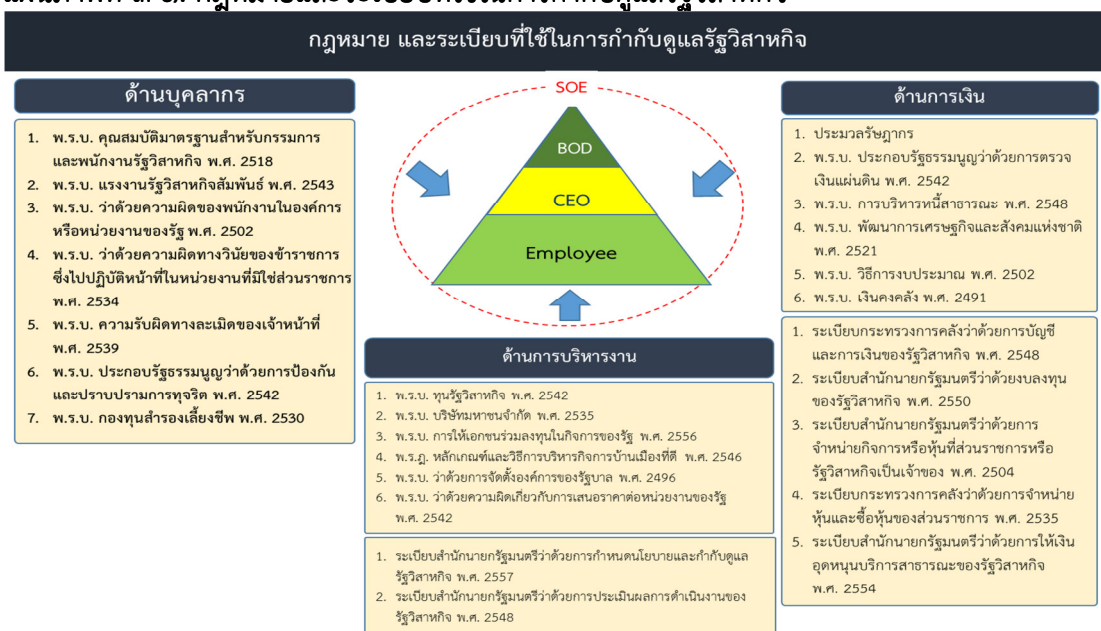 กฎหมาย และระเบียบที่ใช้ในการกำกับดูแลรัฐวิสาหกิจ
ด้านบุคลากร
1. พ.ร.บ. คุณสมบัติมาตรฐานสำหรับกรรมการ
และพนักงานรัฐวิสาหกิจ พ.ศ. 2518
2. พ.ร.บ. แรงงานรัฐวิสาหกิจสัมพันธ์ พ.ศ. 2543
3. พ.ร.บ. ว่าด้วยความผิดของพนักงานในองค์การ
หรือหน่วยงานของรัฐ พ.ศ. 2502
4. พ.ร.บ. ว่าด้วยความผิดทางวินัยของข้าราชการ
ซึ่งไปปฏิบัติหน้าที่ในหน่วยงานที่มิใช่ส่วนราชการ
พ.ศ. 2534
5. พ.ร.บ. ความรับผิดทางละเมิดของเจ้าหน้าที่
พ.ศ. 2539
6. พ.ร.บ. ประกอบรัฐธรรมนูญว่าด้วยการป้องกัน
และปราบปรามการทุจริต พ.ศ. 2542
7. พ.ร.บ. กองทุนสำรองเลี้ยงชีพ พ.ศ. 2530
SOE
BOD
CEO
Employee
ด้านการบริหารงาน
1. พ.ร.บ. ทุนรัฐวิสาหกิจ พ.ศ. 2542
2. พ.ร.บ. บริษัทมหาชนจำกัด พ.ศ. 2535
3. พ.ร.บ. การให้เอกชนร่วมลงทุนในกิจการของรัฐ พ.ศ. 2556
4. พ.ร.ฎ. หลักเกณฑ์และวิธีการบริหารกิจการบ้านเมืองที่ดี พ.ศ. 2546
5. พ.ร.บ. ว่าด้วยการจัดตั้งองค์การของรัฐบาล พ.ศ. 2496
6. พ.ร.บ. ว่าด้วยความผิดเกี่ยวกับการเสนอราคาต่อหน่วยงานของรัฐ
พ.ศ. 2542
1. ระเบียบสำนักนายกรัฐมนตรีว่าด้วยการกำหนดนโยบายและกำกับดูแล
รัฐวิสาหกิจ พ.ศ. 2557
2. ระเบียบสำนักนายกรัฐมนตรีว่าด้วยการประเมินผลการดำเนินงานของ
รัฐวิสาหกิจ พ.ศ. 2548
ด้านการเงิน
1. ประมวลรัษฎากร
2. พ.ร.บ. ประกอบรัฐธรรมนูญว่าด้วยการตรวจ
เงินแผ่นดิน พ.ศ. 2542
3. พ.ร.บ. การบริหารหนี้สาธารณะ พ.ศ. 2548
4. พ.ร.บ. พัฒนาการเศรษฐกิจและสังคมแห่งชาติ
พ.ศ. 2521
5. พ.ร.บ. วิธีการงบประมาณ พ.ศ. 2502
6. พ.ร.บ. เงินคงคลัง พ.ศ. 2491
1. ระเบียบกระทรวงการคลังว่าด้วยการบัญชี
และการเงินของรัฐวิสาหกิจ พ.ศ. 2548
2. ระเบียบสำนักนายกรัฐมนตรีว่าด้วยงบลงทุน
ของรัฐวิสาหกิจ พ.ศ. 2550
3. ระเบียบสำนักนายกรัฐมนตรีว่าด้วยการ
จำหน่ายกิจการหรือหุ้นที่ส่วนราชการหรือ
รัฐวิสาหกิจเป็นเจ้าของ พ.ศ. 2504
4. ระเบียบกระทรวงการคลังว่าด้วยการจำหน่าย
หุ้นและซื้อหุ้นของส่วนราชการ พ.ศ. 2535
5. ระเบียบสำนักนายกรัฐมนตรีว่าด้วยการให้เงิน
อุดหนุนบริการสาธารณะของรัฐวิสาหกิจ
พ.ศ. 2554